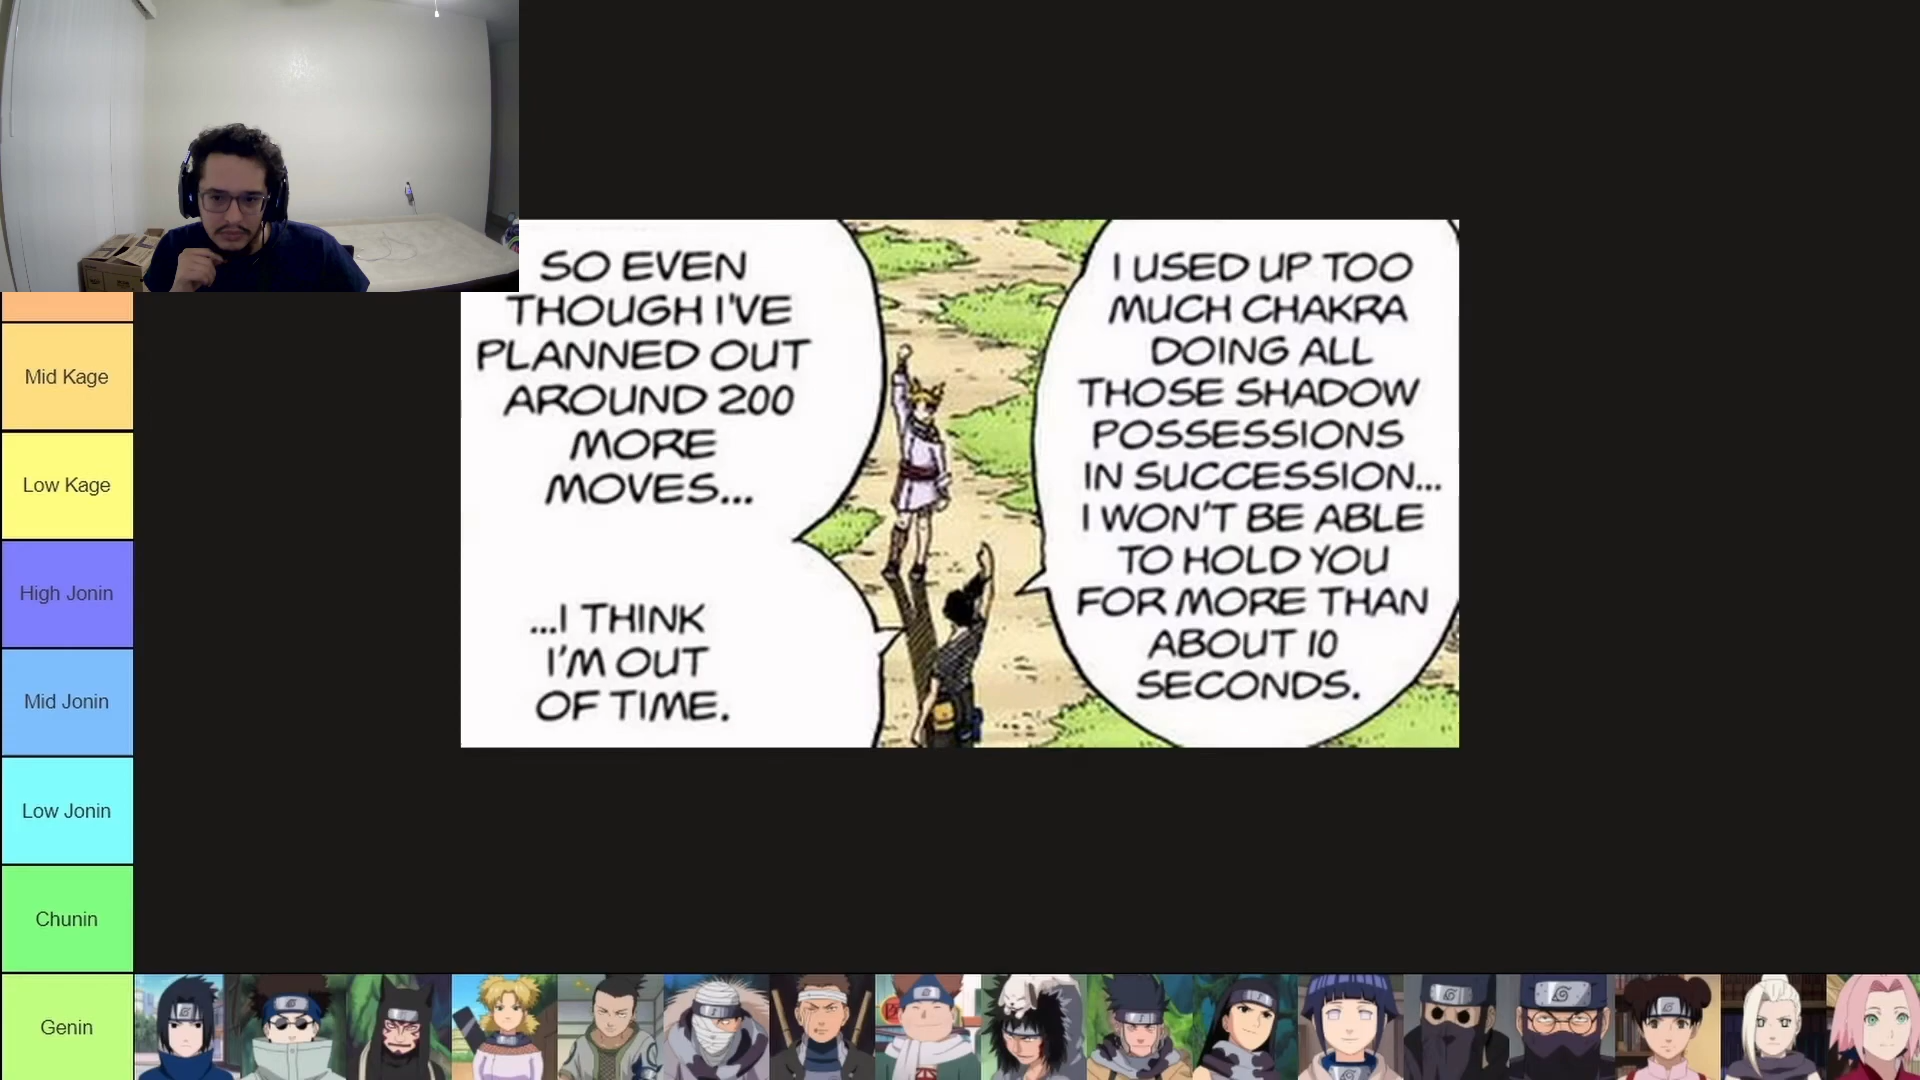 SO EVEN
THOUGH I'VE
PLANNED OUT
AROUND 200
MORE
MOVES...
...I THINK
I'M OUT
OF TIME.
I USED UP TOO
MUCH CHAKRA
DOING ALL
THOSE SHADOW
POSSESSIONS
IN SUCCESSION...
I WON'T BE ABLE
TO HOLD YOU
FOR MORE THAN
ABOUT 10
SECONDS.
Mid Kage
Low Kage
High Jonin
Mid Jonin
Low Jonin
Chunin
Genin